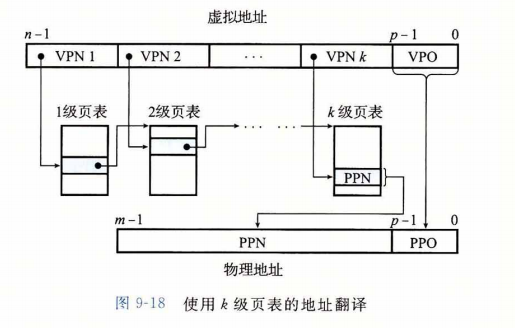 虚拟地址
n-1 p-1 0
VPN 1 VPN 2 ... VPN k VPO
1级页表 2级页表 k级页表
... ...
PPN
m-1 p-1 0
PPN PPO
物理地址
图 9-18 使用 k 级页表的地址翻译